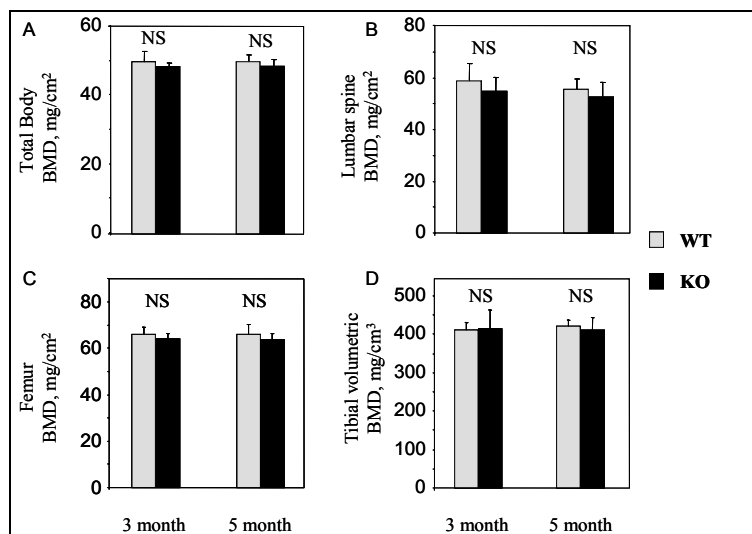 A
NS
NS
60
40
20
0
Total Body
BMD, mg/cm²
B
NS
NS
80
60
40
20
0
Lumbar spine
BMD, mg/cm²
WT
KO
C
NS
NS
80
60
40
20
0
Femur
BMD, mg/cm²
3 month 5 month
D
NS
NS
500
400
300
200
100
0
Tibial volumetric
BMD, mg/cm³
3 month 5 month